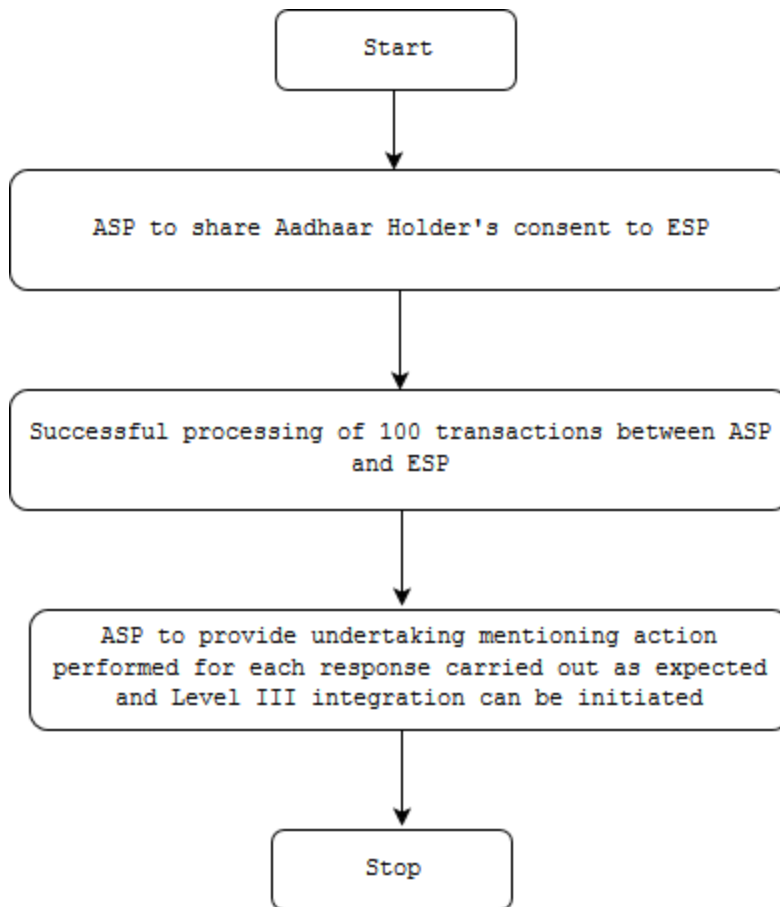 Start
ASP to share Aadhaar Holder's consent to ESP
Successful processing of 100 transactions between ASP
and ESP
ASP to provide undertaking mentioning action
performed for each response carried out as expected
and Level III integration can be initiated
Stop